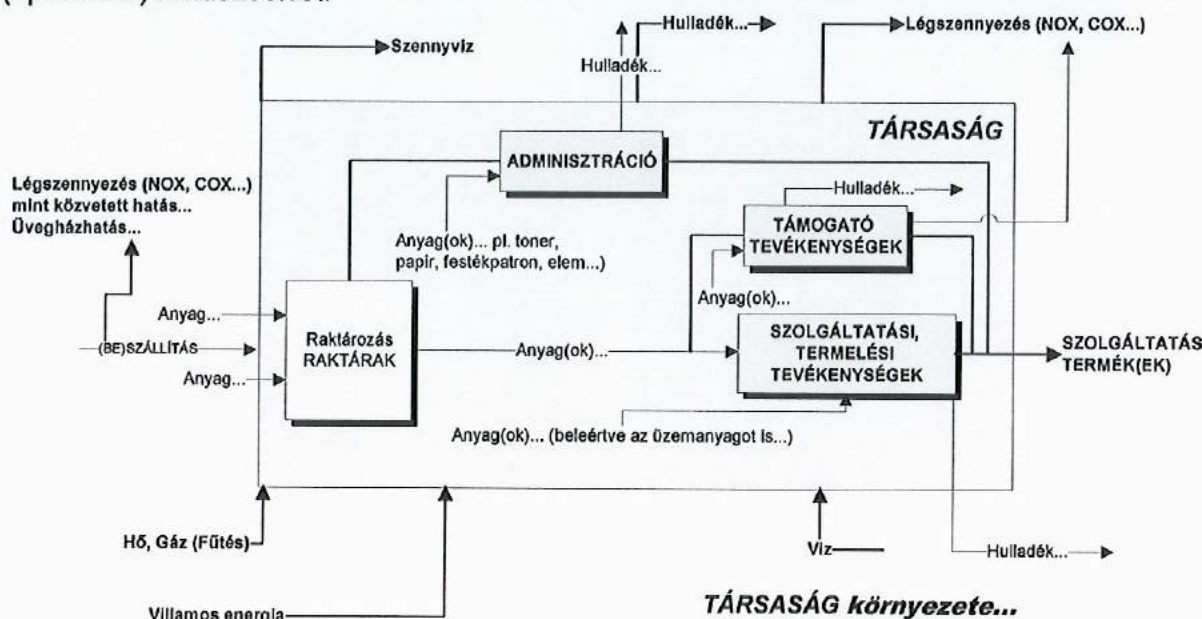 Hulladék...
Légszennyezés (NOX, COX...)
Szennyvíz
Hulladék...
TÁRSASÁG
ADMINISZTRÁCIÓ
Légszennyezés (NOX, COX...)
mint közvetett hatás...
Üvegházhatás...
Hulladék...
TÁMOGATÓ
TEVÉKENYSÉGEK
Anyag(ok)... pl. toner,
papír, festékpatron, elem...)
Anyag(ok)...
Anyag...
Raktározás
RAKTÁRAK
(BE)SZÁLLÍTÁS
Anyag(ok)...
SZOLGÁLTATÁSI,
TERMELÉSI
TEVÉKENYSÉGEK
SZOLGÁLTATÁS
TERMÉK(EK)
Anyag...
Anyag(ok)... (beleértve az üzemanyagot is...)
Hő, Gáz (Fűtés)
Víz
Hulladék...
Villamos energia
TÁRSASÁG környezete...